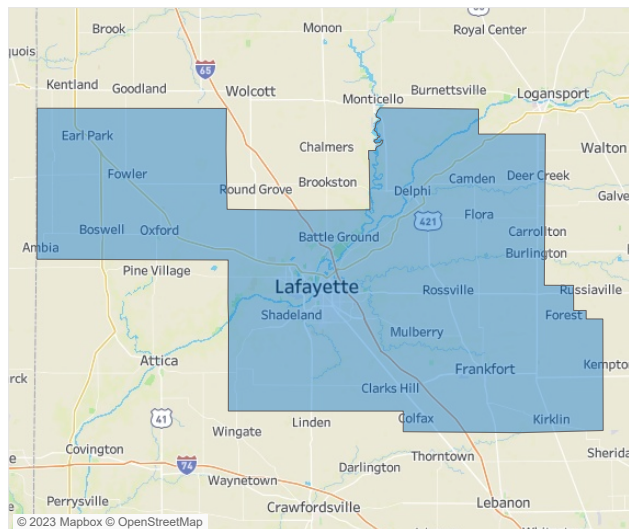 Brook
Monon
Royal Center
65
Kentland
Goodland
Wolcott
Monticello
Burnettsville
Logansport
Earl Park
Chalmers
Walton
Fowler
Round Grove
Brookston
Delphi
Camden
Deer Creek
Galve
Boswell
Oxford
Battle Ground
421
Flora
Carrollton
Ambia
Burlington
Pine Village
Lafayette
Rossville
Russiaville
Shadeland
Forest
Mulberry
Attica
Frankfort
Kempto
Clarks Hill
41
Linden
Colfax
Kirklin
Wingate
Covington
74
Darlington
Thorntown
Sherida
Waynetown
Perrysville
Crawfordsville
Lebanon
© 2023 Mapbox © OpenStreetMap